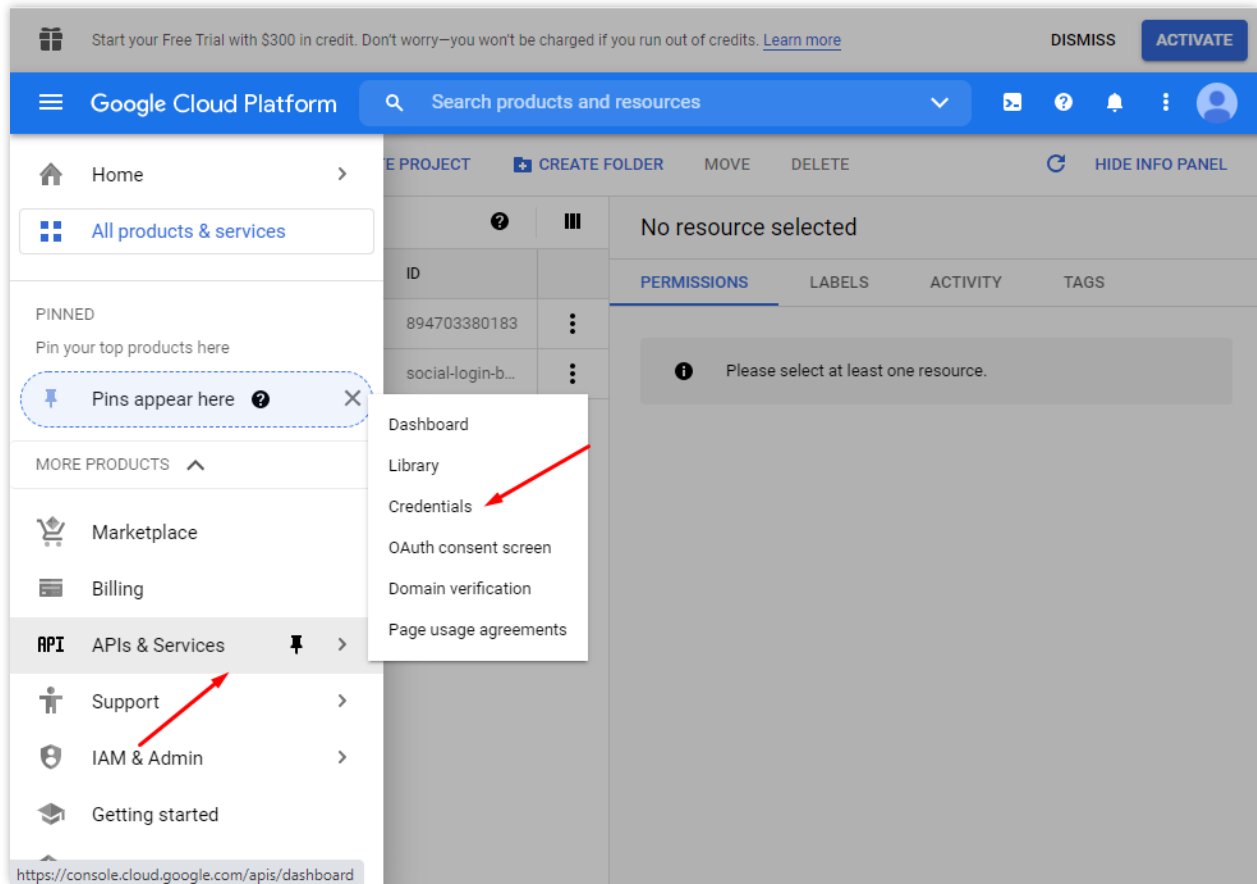 Start your Free Trial with $300 in credit. Don't worry—you won't be charged if you run out of credits. Learn more
DISMISS
ACTIVATE
Google Cloud Platform
Search products and resources
Home
All products & services
PINNED
Pin your top products here
Pins appear here
MORE PRODUCTS
Marketplace
Billing
API APIs & Services
Support
IAM & Admin
Getting started
https://console.cloud.google.com/apis/dashboard
Dashboard
Library
Credentials
OAuth consent screen
Domain verification
Page usage agreements
E PROJECT
CREATE FOLDER
MOVE
DELETE
HIDE INFO PANEL
ID
894703380183
social-login-b...
No resource selected
PERMISSIONS
LABELS
ACTIVITY
TAGS
Please select at least one resource.